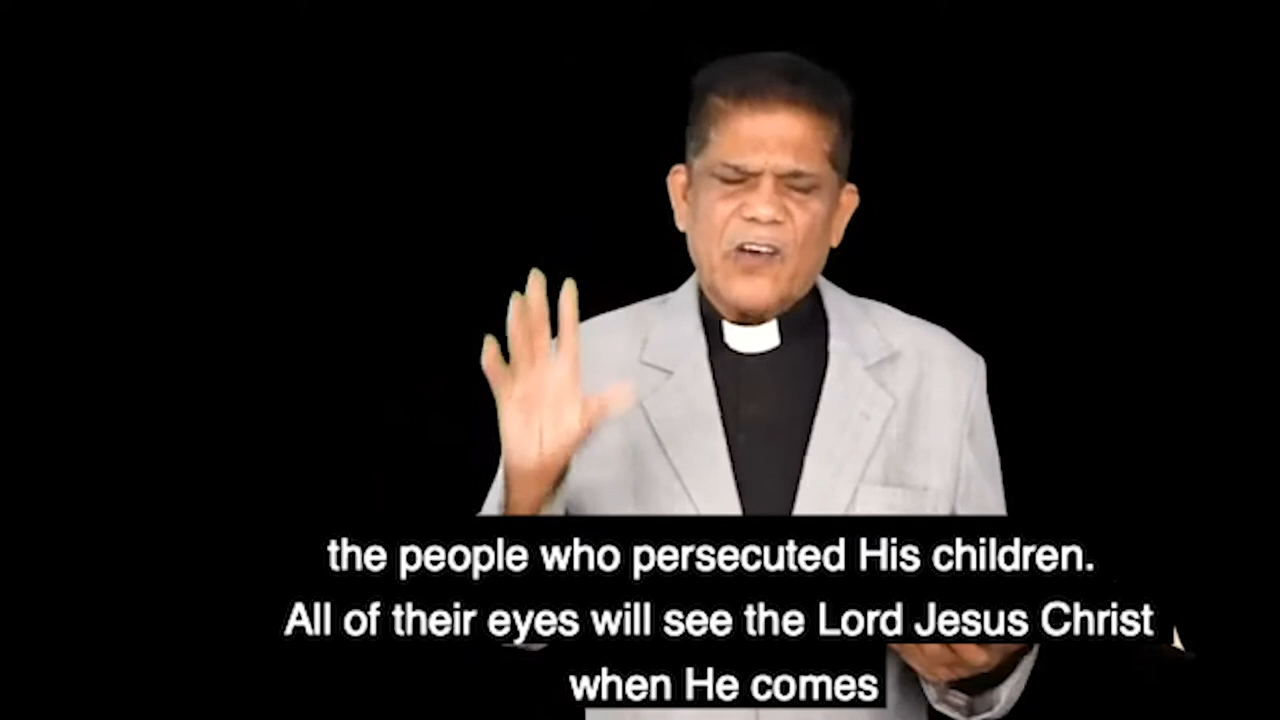 the people who persecuted His children.
All of their eyes will see the Lord Jesus Christ
when He comes